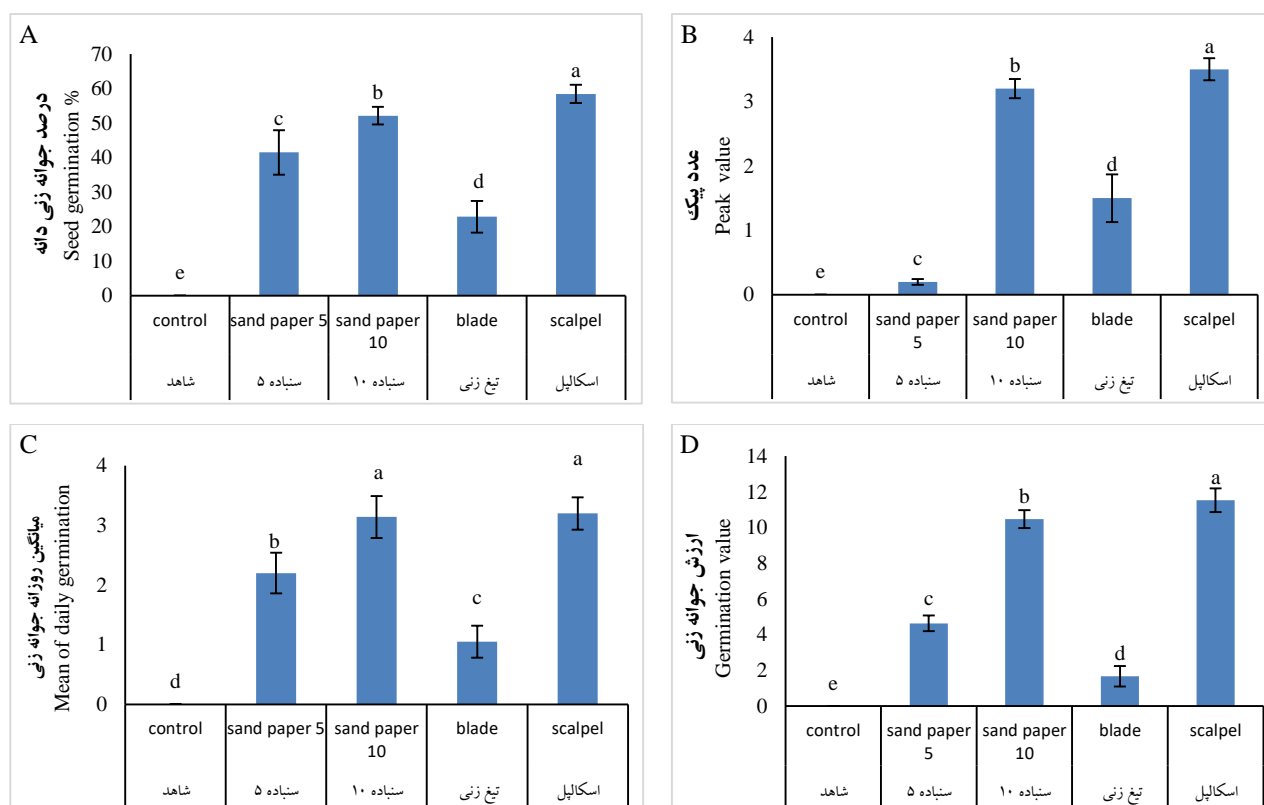 A
درصد جوانه زنی دانه
Seed germination %
70
60
50
40
30
20
10
0
e
c
b
d
a
control
sand paper 5
sand paper
10
blade
scalpel
شاهد
سنباده ۵
سنباده ۱۰
تیغ زنی
اسکالپل
B
عدد پیک
Peak value
4
3
2
1
0
e
c
b
d
a
control
sand paper
5
sand paper
10
blade
scalpel
شاهد
سنباده ۵
سنباده ۱۰
تیغ زنی
اسکالپل
C
میانگین روزانه جوانه زنی
Mean of daily germination
4
3
2
1
0
d
b
a
c
a
control
sand paper 5
sand paper
10
blade
scalpel
شاهد
سنباده ۵
سنباده ۱۰
تیغ زنی
اسکالپل
D
ارزش جوانه زنی
Germination value
14
12
10
8
6
4
2
0
e
c
b
d
a
control
sand paper
5
sand paper
10
blade
scalpel
شاهد
سنباده ۵
سنباده ۱۰
تیغ زنی
اسکالپل